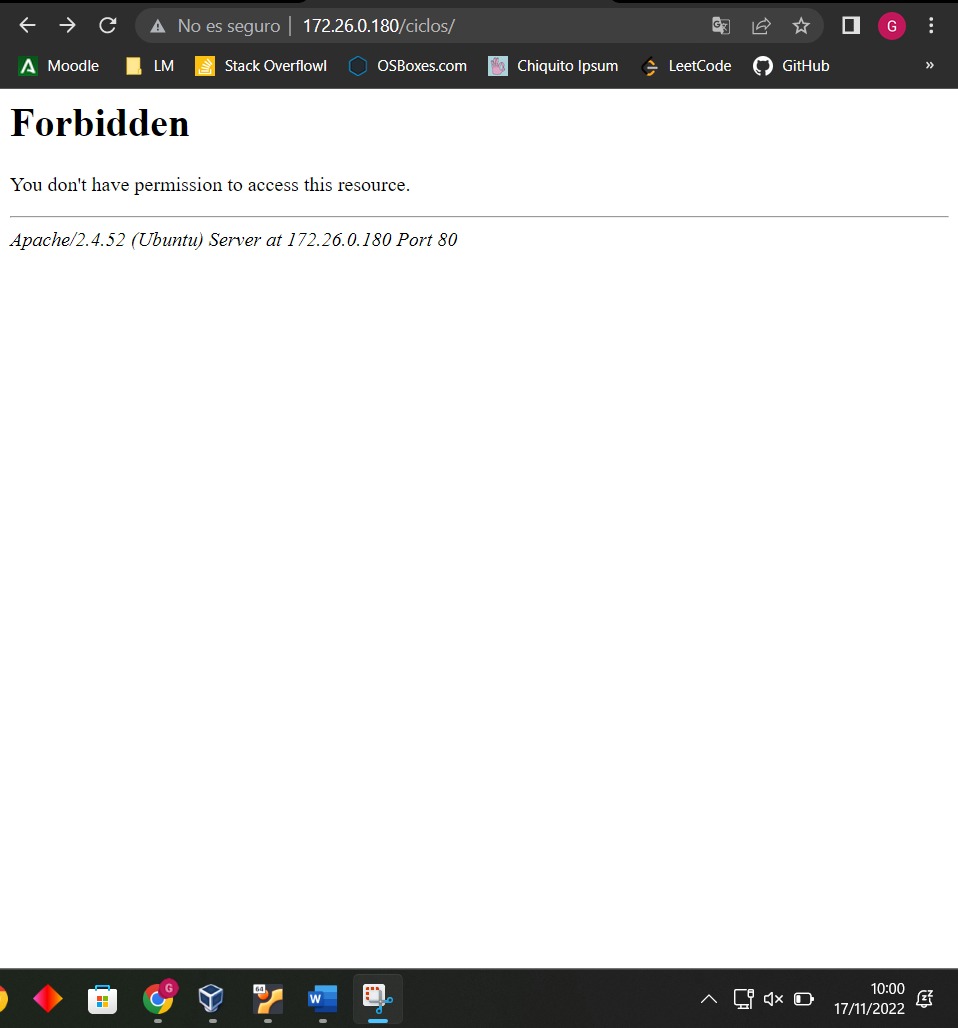 No es seguro | 172.26.0.180/ciclos/
G
Moodle LM Stack Overflowl OSBoxes.com Chiquito Ipsum LeetCode GitHub »
Forbidden
You don't have permission to access this resource.
Apache/2.4.52 (Ubuntu) Server at 172.26.0.180 Port 80
G
64
W
10:00
17/11/2022